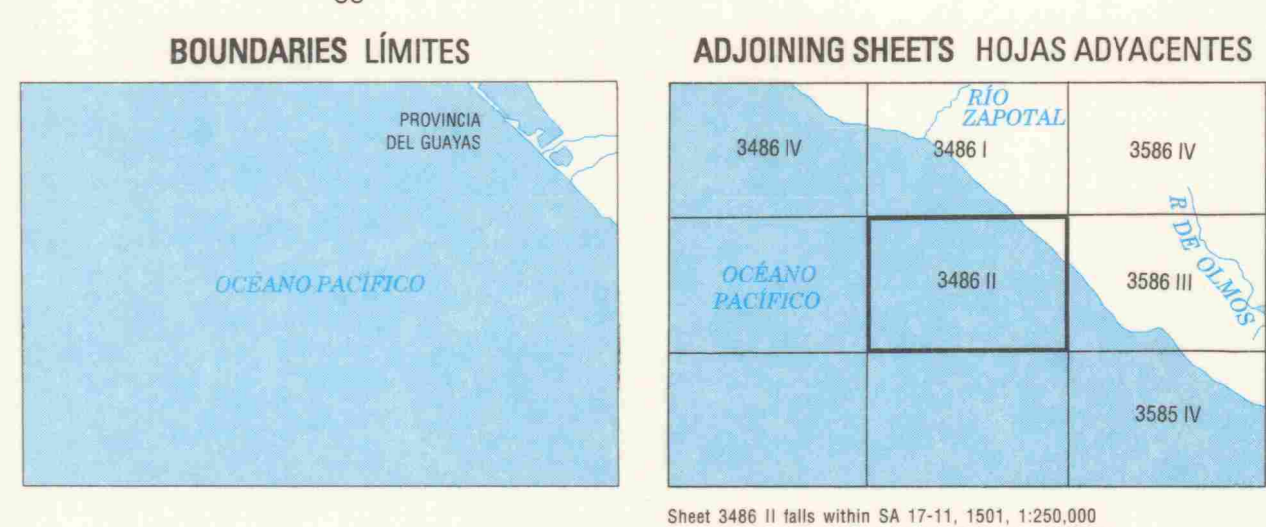 BOUNDARIES LÍMITES
PROVINCIA
DEL GUAYAS
OCÉANO PACÍFICO
ADJOINING SHEETS HOJAS ADYACENTES
RÍO
ZAPOTAL
3486 IV
3486 I
3586 IV
R DE OLMOS
OCÉANO
PACÍFICO
3486 II
3586 III
3585 IV
Sheet 3486 II falls within SA 17-11, 1501, 1:250,000